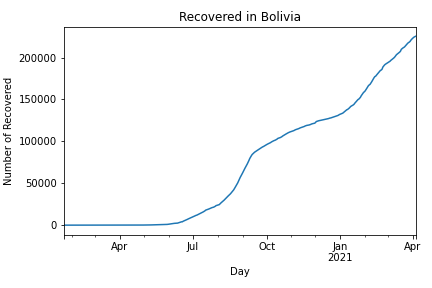 Recovered in Bolivia
Number of Recovered
200000
150000
100000
50000
0
Apr
Jul
Oct
Jan
2021
Apr
Day